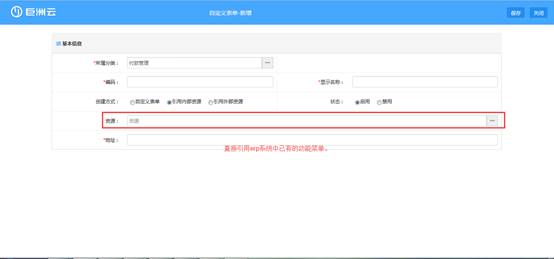 巨洲云
自定义表单-新增
保存 关闭
基本信息
*所属分类： 付款管理 ···
*编码： *显示名称：
创建方式： 自定义表单 引用内部资源 引用外部资源 状态： 启用 禁用
资源： 资源 ···
*地址：
直接引用erp系统中已有的功能菜单。